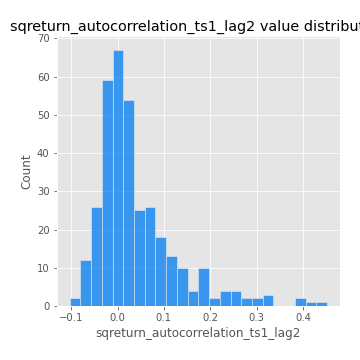 sqreturn_autocorrelation_ts1_lag2 value distribut
70
60
50
40
30
20
10
0
Count
−0.1 0.0 0.1 0.2 0.3 0.4
sqreturn_autocorrelation_ts1_lag2